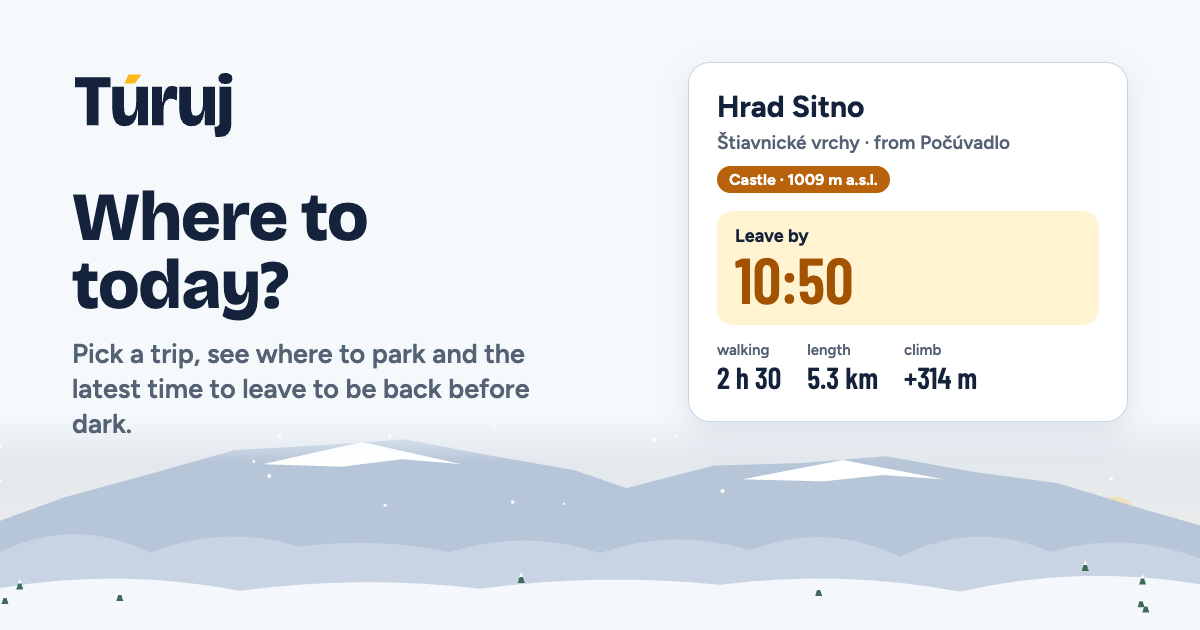 Túruj
Where to
today?
Pick a trip, see where to park and the
latest time to leave to be back before
dark.
Hrad Sitno
Štiavnické vrchy · from Počúvadlo
Castle · 1009 m a.s.l.
Leave by
10:50
walking length climb
2 h 30 5.3 km +314 m